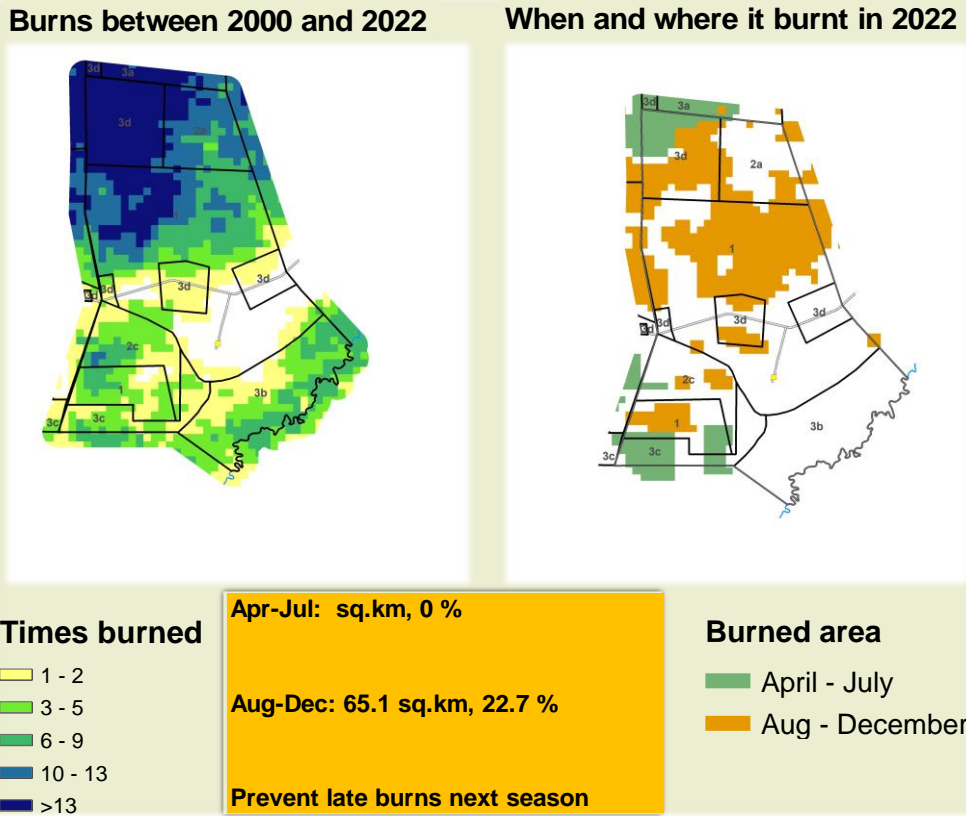 Burns between 2000 and 2022
When and where it burnt in 2022
3d
3a
3d
2a
1
3d
3d
3d
3d
2c
1
3b
3c
3c
3d
3a
3d
2a
1
3d
3d
3d
3d
2c
1
3b
3c
3c
Times burned
1 - 2
3 - 5
6 - 9
10 - 13
>13
Apr-Jul:  sq.km, 0 %
Aug-Dec: 65.1 sq.km, 22.7 %
Prevent late burns next season
Burned area
April - July
Aug - December